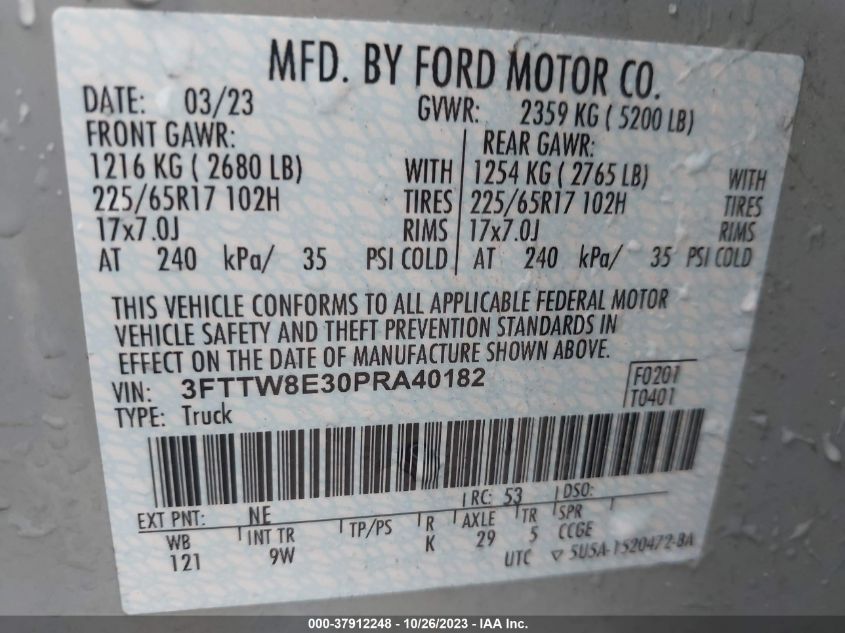 MFD. BY FORD MOTOR CO.
DATE: 03/23 GVWR: 2359 KG ( 5200 LB)
FRONT GAWR: REAR GAWR:
1216 KG ( 2680 LB) WITH 1254 KG ( 2765 LB) WITH
225/65R17 102H TIRES 225/65R17 102H TIRES
17x7.0J RIMS 17x7.0J RIMS
AT 240 kPa/ 35 PSI COLD AT 240 kPa/ 35 PSI COLD
THIS VEHICLE CONFORMS TO ALL APPLICABLE FEDERAL MOTOR
VEHICLE SAFETY AND THEFT PREVENTION STANDARDS IN
EFFECT ON THE DATE OF MANUFACTURE SHOWN ABOVE.
VIN: 3FTTW8E30PRA40182 F0201
TYPE: Truck T0401
EXT PNT: NE RC: 53 DSO:
WB INT TR TP/PS R AXLE TR SPR
121 9W K 29 5 CCGE
UTC ▽ 5U5A-1520472-BA
000-37912248 - 10/26/2023 - IAA Inc.